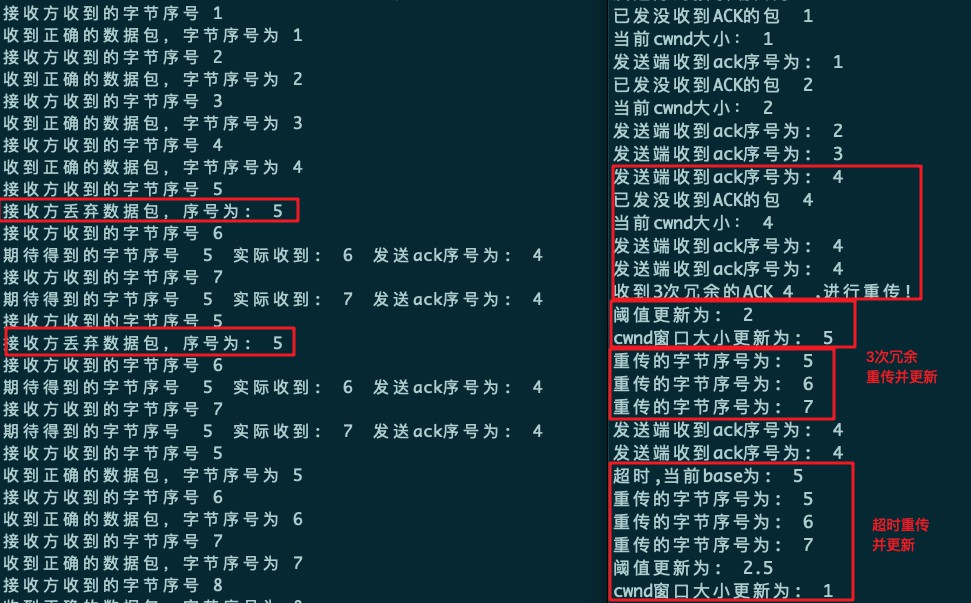 接收方收到的字节序号 1
收到正确的数据包, 字节序号为 1
接收方收到的字节序号 2
收到正确的数据包, 字节序号为 2
接收方收到的字节序号 3
收到正确的数据包, 字节序号为 3
接收方收到的字节序号 4
收到正确的数据包, 字节序号为 4
接收方收到的字节序号 5
接收方丢弃数据包, 序号为: 5
接收方收到的字节序号 6
期待得到的字节序号 5 实际收到: 6 发送ack序号为: 4
接收方收到的字节序号 7
期待得到的字节序号 5 实际收到: 7 发送ack序号为: 4
接收方收到的字节序号 5
接收方丢弃数据包, 序号为: 5
接收方收到的字节序号 6
期待得到的字节序号 5 实际收到: 6 发送ack序号为: 4
接收方收到的字节序号 7
期待得到的字节序号 5 实际收到: 7 发送ack序号为: 4
接收方收到的字节序号 5
收到正确的数据包, 字节序号为 5
接收方收到的字节序号 6
收到正确的数据包, 字节序号为 6
接收方收到的字节序号 7
收到正确的数据包, 字节序号为 7
接收方收到的字节序号 8
已发没收到ACK的包 1
当前cwnd大小: 1
发送端收到ack序号为: 1
已发没收到ACK的包 2
当前cwnd大小: 2
发送端收到ack序号为: 2
发送端收到ack序号为: 3
发送端收到ack序号为: 4
已发没收到ACK的包 4
当前cwnd大小: 4
发送端收到ack序号为: 4
发送端收到ack序号为: 4
收到3次冗余的ACK 4 ,进行重传!
阈值更新为: 2
cwnd窗口大小更新为: 5
重传的字节序号为: 5
重传的字节序号为: 6
重传的字节序号为: 7
发送端收到ack序号为: 4
发送端收到ack序号为: 4
超时,当前base为: 5
重传的字节序号为: 5
重传的字节序号为: 6
重传的字节序号为: 7
阈值更新为: 2.5
cwnd窗口大小更新为: 1
3次冗余
重传并更新
超时重传
并更新